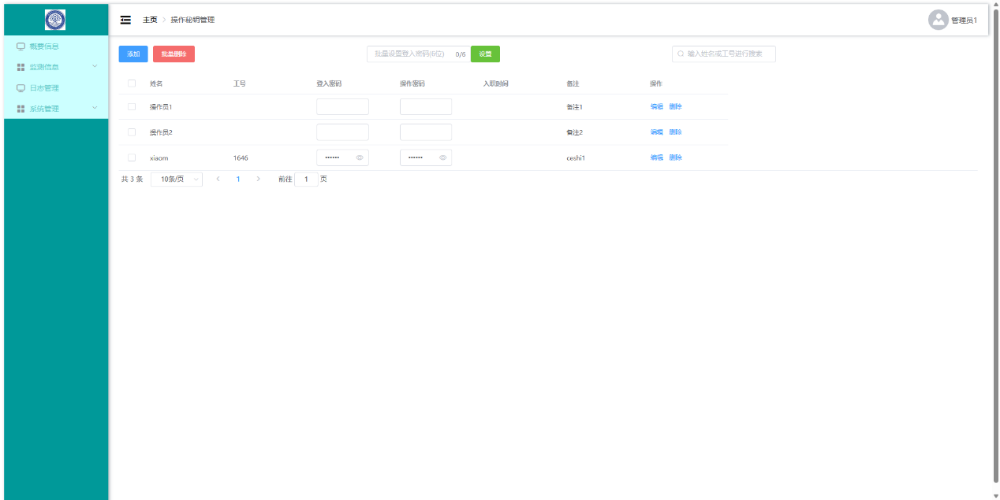 主页 > 操作秘钥管理
管理员1
概要信息
监测信息
日志管理
系统管理
添加 批量删除 批量设置登入密码(6位) 0/6 设置 输入姓名或工号进行搜索
姓名 工号 登入密码 操作密码 入职时间 备注 操作
操作员1 备注1 编辑 删除
操作员2 备注2 编辑 删除
xiaom 1646 •••••• •••••• ceshi1 编辑 删除
共 3 条 10条/页 < 1 > 前往 1 页